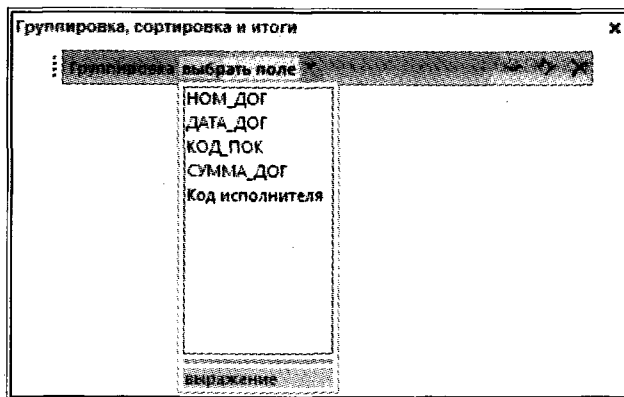 Группировка, сортировка и итоги
Группировка выбрать поле
НОМ_ДОГ
ДАТА_ДОГ
КОД_ПОК
СУММА_ДОГ
Код исполнителя
выражение